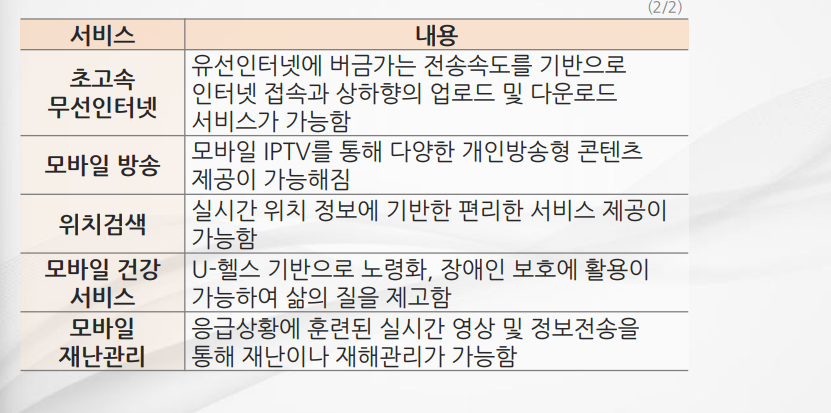 (2/2)
서비스 내용
초고속
무선인터넷
유선인터넷에 버금가는 전송속도를 기반으로
인터넷 접속과 상하향의 업로드 및 다운로드
서비스가 가능함
모바일 방송
모바일 IPTV를 통해 다양한 개인방송형 콘텐츠
제공이 가능해짐
위치검색
실시간 위치 정보에 기반한 편리한 서비스 제공이
가능함
모바일 건강
서비스
U-헬스 기반으로 노령화, 장애인 보호에 활용이
가능하여 삶의 질을 제고함
모바일
재난관리
응급상황에 훈련된 실시간 영상 및 정보전송을
통해 재난이나 재해관리가 가능함